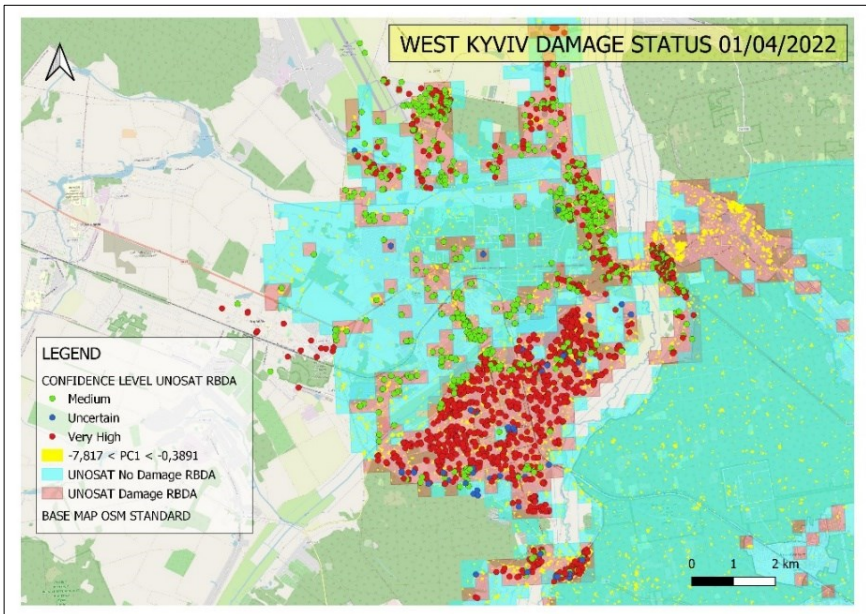 WEST KYVIV DAMAGE STATUS 01/04/2022
LEGEND
CONFIDENCE LEVEL UNOSAT RBDA
Medium
Uncertain
Very High
-7,817 < PC1 < -0,3891
UNOSAT No Damage RBDA
UNOSAT Damage RBDA
BASE MAP OSM STANDARD
0 1 2 km